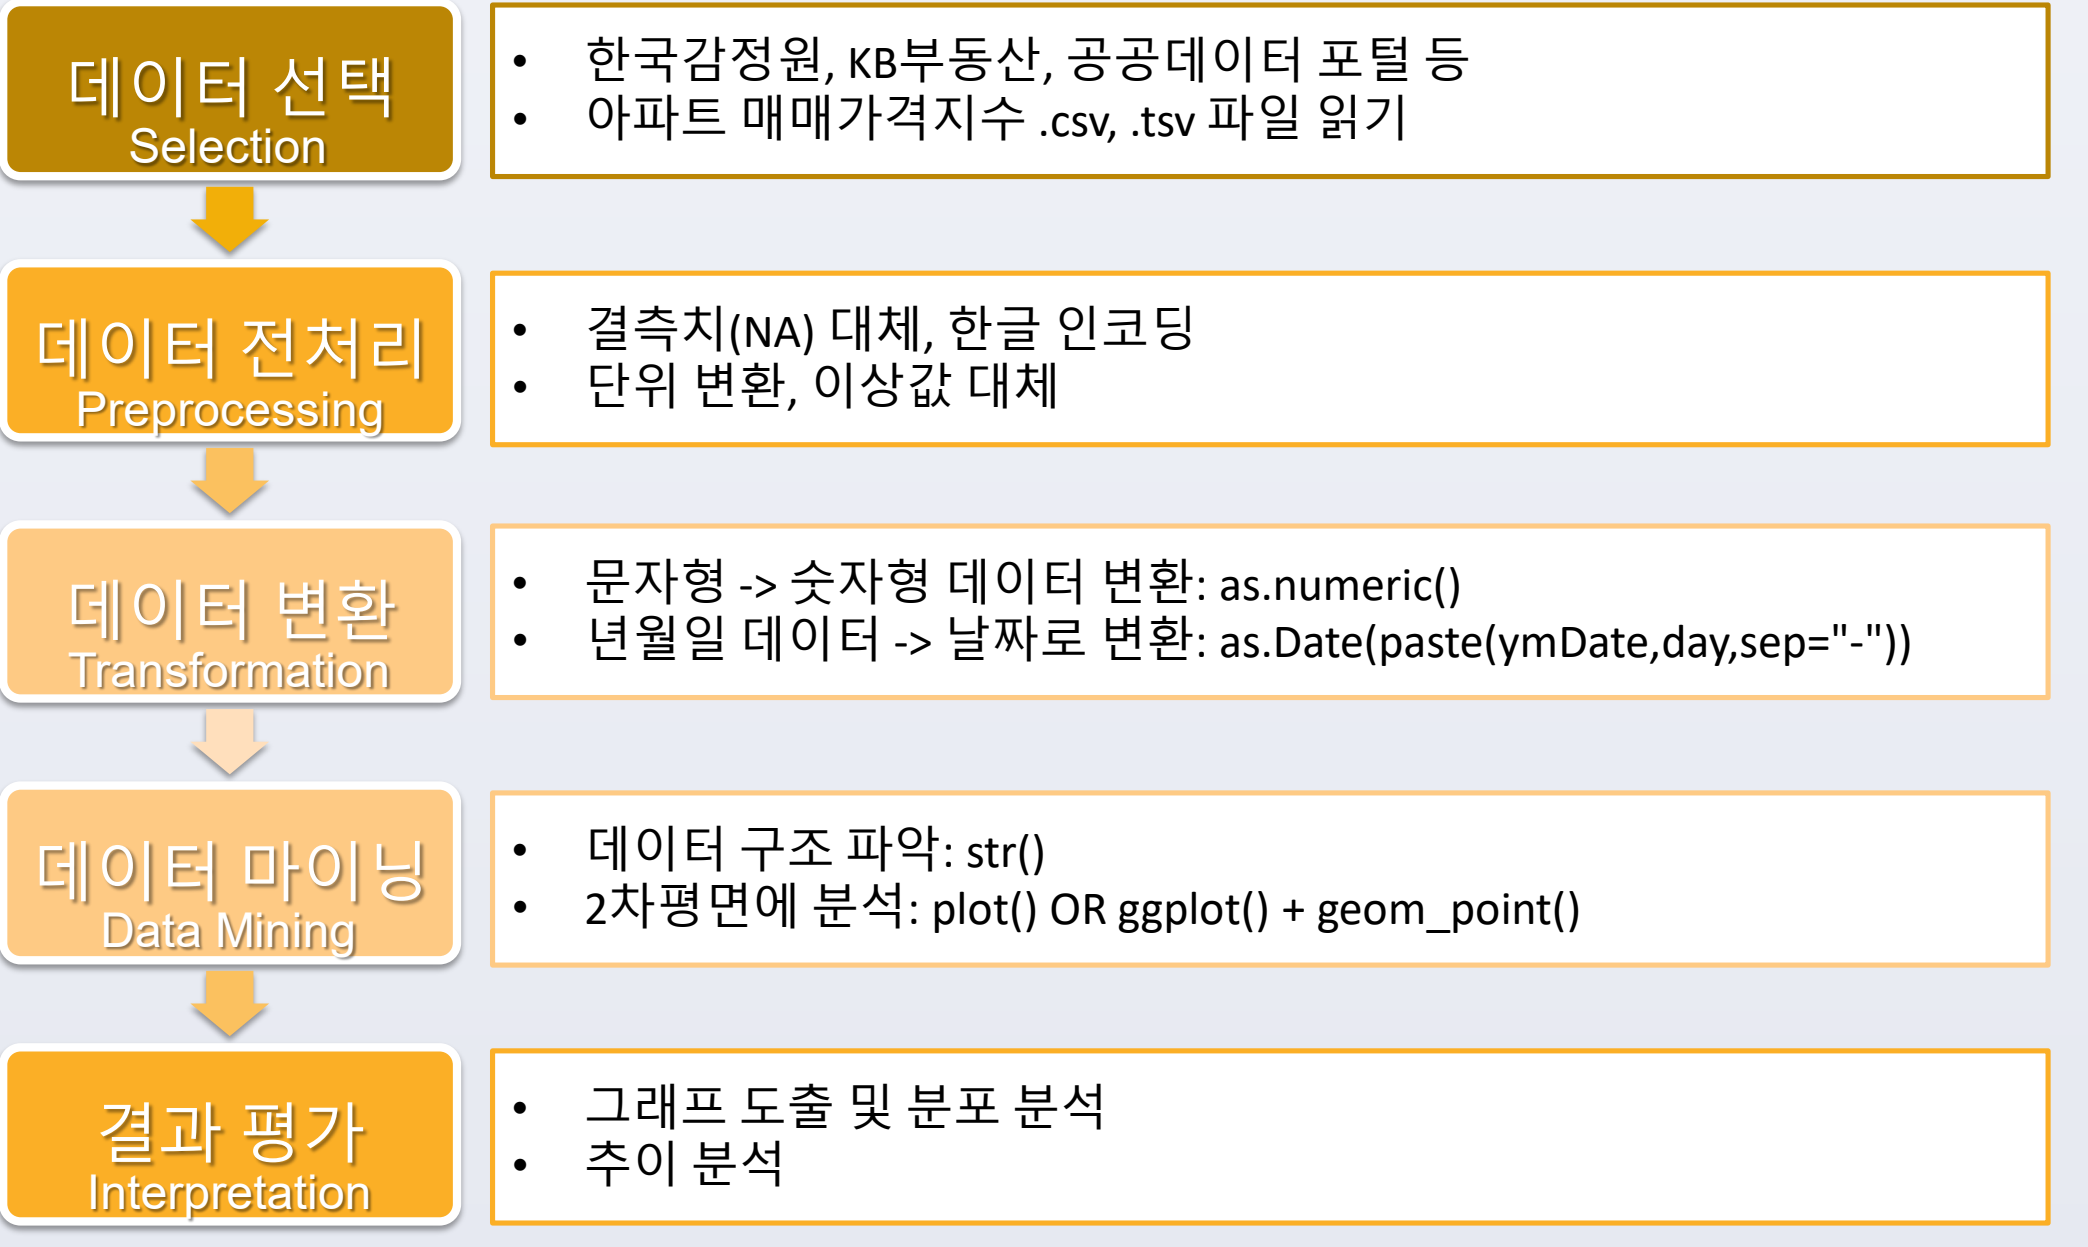 데이터 선택
Selection
• 한국감정원, KB부동산, 공공데이터 포털 등
• 아파트 매매가격지수 .csv, .tsv 파일 읽기
데이터 전처리
Preprocessing
• 결측치(NA) 대체, 한글 인코딩
• 단위 변환, 이상값 대체
데이터 변환
Transformation
• 문자형 -> 숫자형 데이터 변환: as.numeric()
• 년월일 데이터 -> 날짜로 변환: as.Date(paste(ymDate,day,sep="-"))
데이터 마이닝
Data Mining
• 데이터 구조 파악: str()
• 2차평면에 분석: plot() OR ggplot() + geom_point()
결과 평가
Interpretation
• 그래프 도출 및 분포 분석
• 추이 분석